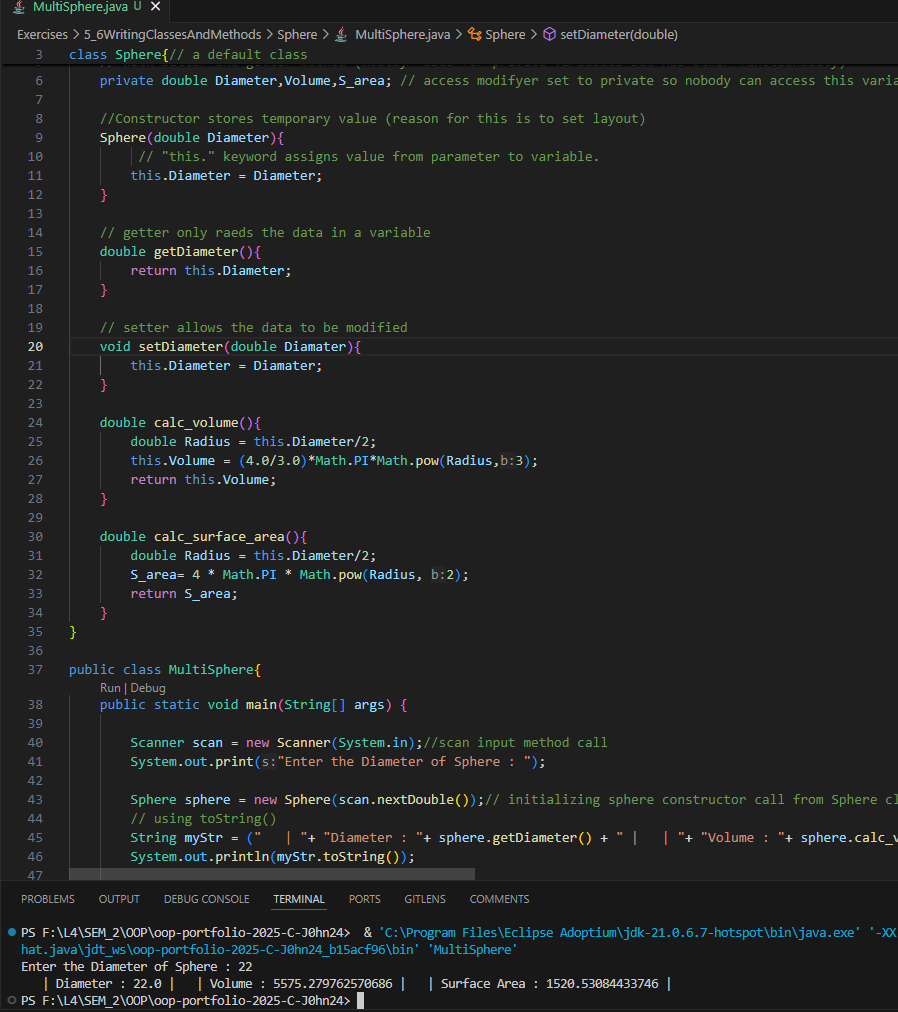 MultiSphere.java U
Exercises > 5_6WritingClassesAndMethods > Sphere > MultiSphere.java > Sphere > setDiameter(double)
3 class Sphere{// a default class
6 private double Diameter,Volume,S_area; // access modifyer set to private so nobody can access this varia
7
8 //Constructor stores temporary value (reason for this is to set layout)
9 Sphere(double Diameter){
10 // "this." keyword assigns value from parameter to variable.
11 this.Diameter = Diameter;
12 }
13
14 // getter only raeds the data in a variable
15 double getDiameter(){
16 return this.Diameter;
17 }
18
19 // setter allows the data to be modified
20 void setDiameter(double Diamater){
21 this.Diameter = Diamater;
22 }
23
24 double calc_volume(){
25 double Radius = this.Diameter/2;
26 this.Volume = (4.0/3.0)*Math.PI*Math.pow(Radius,b:3);
27 return this.Volume;
28 }
29
30 double calc_surface_area(){
31 double Radius = this.Diameter/2;
32 S_area= 4 * Math.PI * Math.pow(Radius, b:2);
33 return S_area;
34 }
35 }
36
37 public class MultiSphere{
Run | Debug
38 public static void main(String[] args) {
39
40 Scanner scan = new Scanner(System.in);//scan input method call
41 System.out.print(s:"Enter the Diameter of Sphere : ");
42
43 Sphere sphere = new Sphere(scan.nextDouble());// initializing sphere constructor call from Sphere cl
44 // using toString()
45 String myStr = ("   | "+ "Diameter : "+ sphere.getDiameter() + " |   | "+ "Volume : "+ sphere.calc_v
46 System.out.println(myStr.toString());
47
PROBLEMS OUTPUT DEBUG CONSOLE TERMINAL PORTS GITLENS COMMENTS
PS F:\L4\SEM_2\OOP\oop-portfolio-2025-C-J0hn24> & 'C:\Program Files\Eclipse Adoptium\jdk-21.0.6.7-hotspot\bin\java.exe' '-XX
hat.java\jdt_ws\oop-portfolio-2025-C-J0hn24_b15acf96\bin' 'MultiSphere'
Enter the Diameter of Sphere : 22
| Diameter : 22.0 |   | Volume : 5575.279762570686 |   | Surface Area : 1520.53084433746 |
PS F:\L4\SEM_2\OOP\oop-portfolio-2025-C-J0hn24>